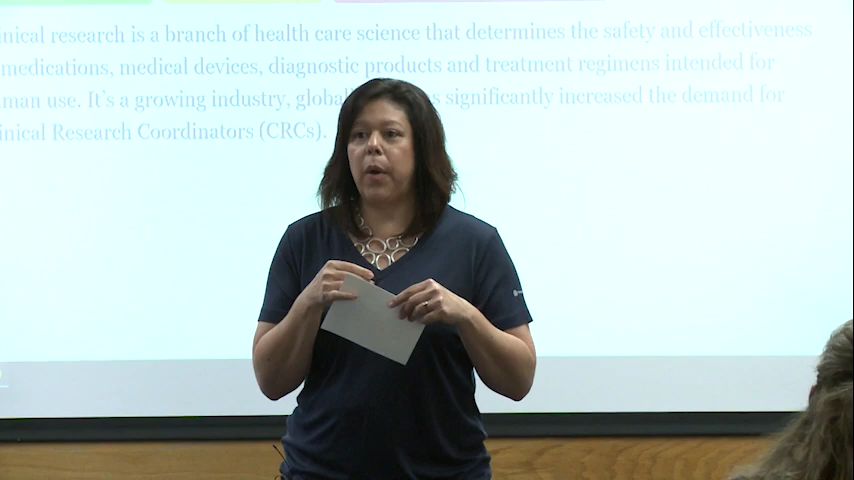 nical research is a branch of health care science that determines the safety and effectiveness
medications, medical devices, diagnostic products and treatment regimens intended for
man use. It's a growing industry, global s significantly increased the demand for
inical Research Coordinators (CRCs).